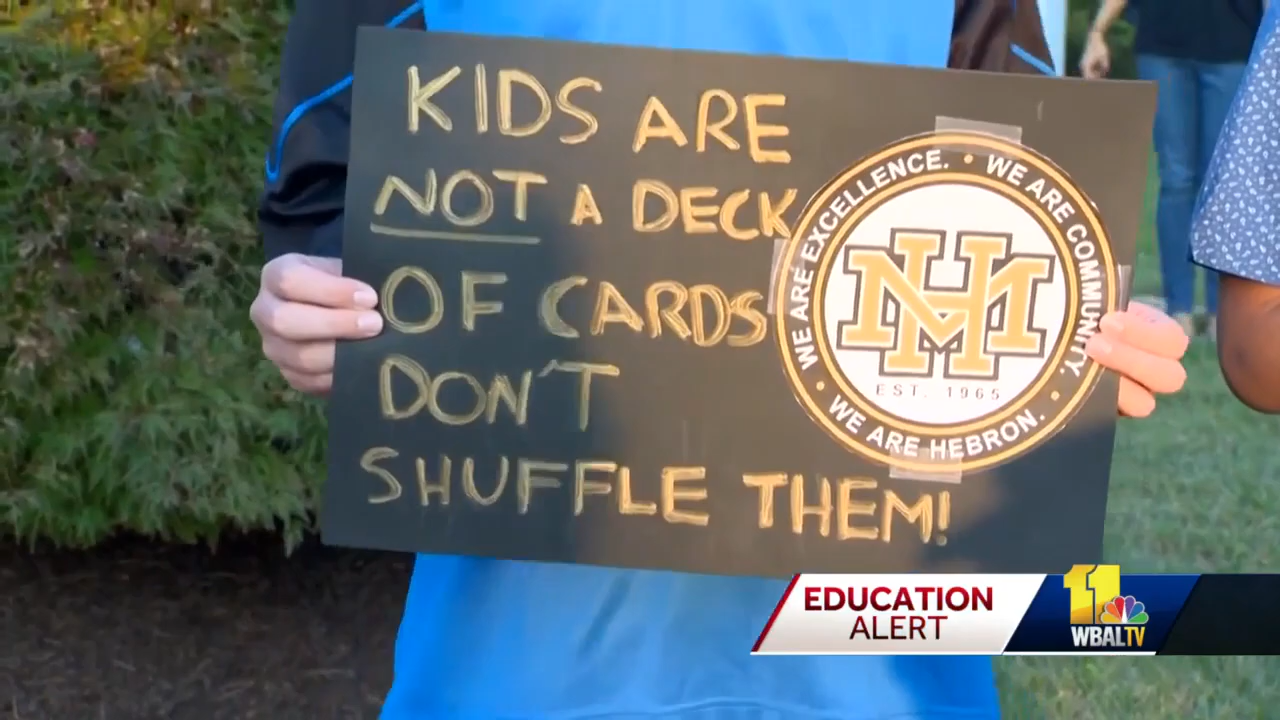 KIDS ARE
NOT A DECK
OF CARDS
DON'T
SHUFFLE THEM!
WE ARE EXCELLENCE. • WE ARE COMMUNITY. • WE ARE HEBRON. •
MHM
EST. 1965
EDUCATION
ALERT
11
WBALTV